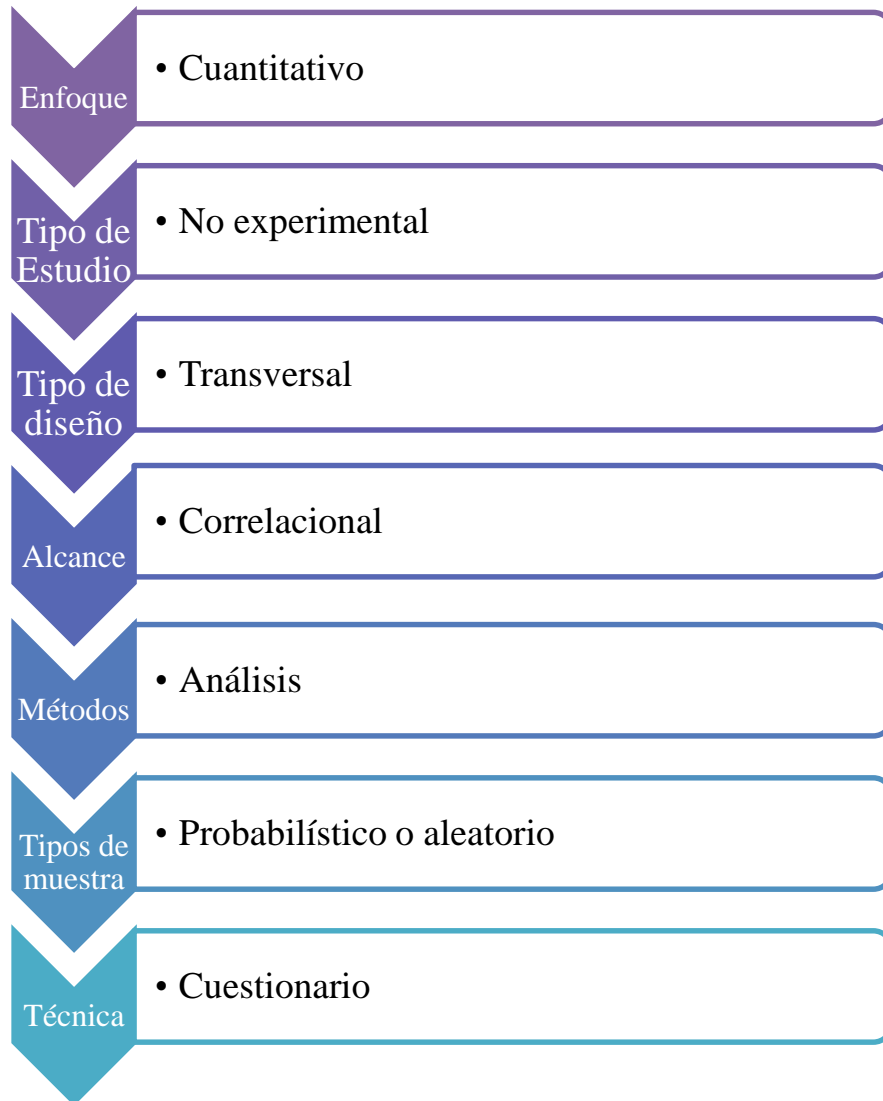 Enfoque
• Cuantitativo
Tipo de
Estudio
• No experimental
Tipo de
diseño
• Transversal
Alcance
• Correlacional
Métodos
• Análisis
Tipos de
muestra
• Probabilístico o aleatorio
Técnica
• Cuestionario